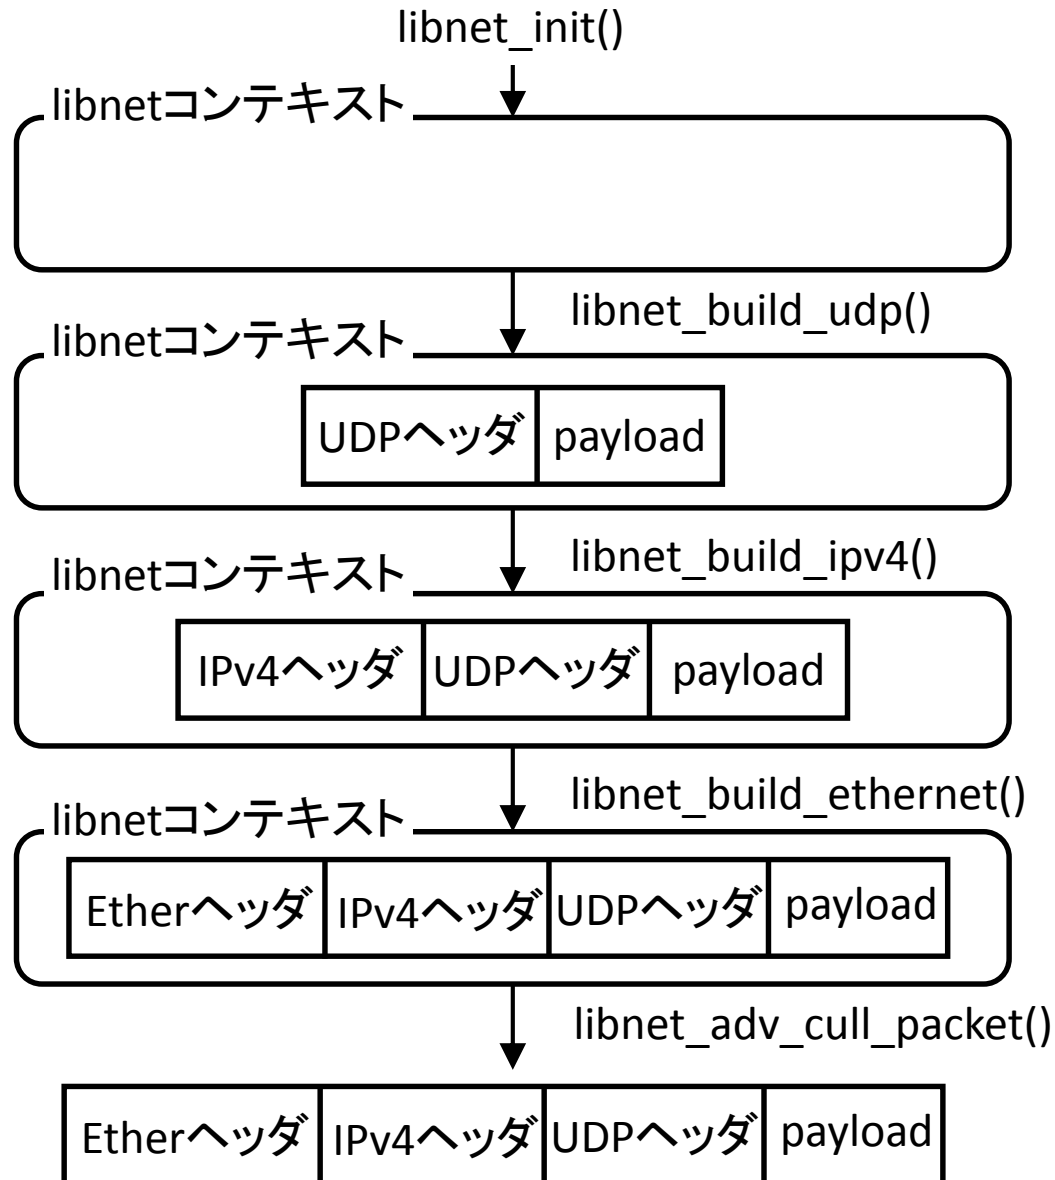 libnet_init()
libnetコンテキスト
libnet_build_udp()
libnetコンテキスト
UDPヘッダ payload
libnet_build_ipv4()
libnetコンテキスト
IPv4ヘッダ UDPヘッダ payload
libnet_build_ethernet()
libnetコンテキスト
Etherヘッダ IPv4ヘッダ UDPヘッダ payload
libnet_adv_cull_packet()
Etherヘッダ IPv4ヘッダ UDPヘッダ payload